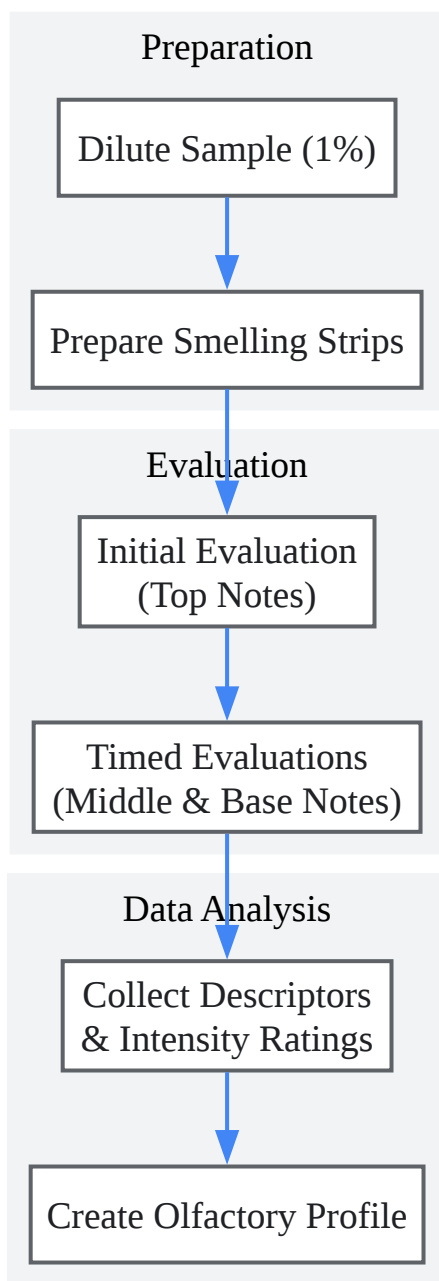 Preparation
Dilute Sample (1%)
Prepare Smelling Strips
Evaluation
Initial Evaluation
(Top Notes)
Timed Evaluations
(Middle & Base Notes)
Data Analysis
Collect Descriptors
& Intensity Ratings
Create Olfactory Profile